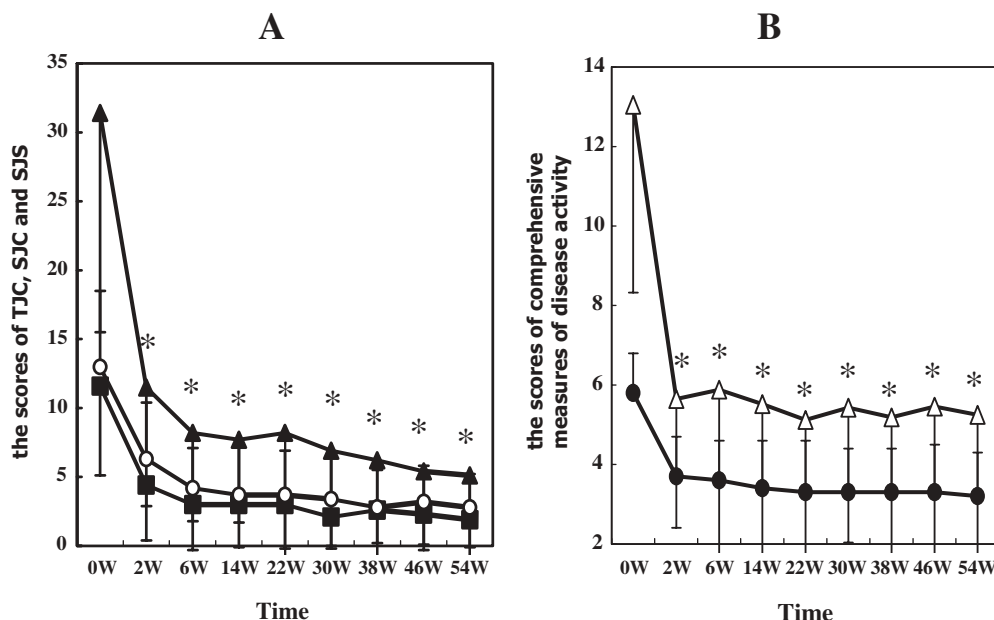 A
the scores of TJC, SJC and SJS
35
30
25
20
15
10
5
0
* * * * * * * *
0W 2W 6W 14W 22W 30W 38W 46W 54W
Time
B
the scores of comprehensive
measures of disease activity
14
12
10
8
6
4
2
* * * * * * * *
0W 2W 6W 14W 22W 30W 38W 46W 54W
Time